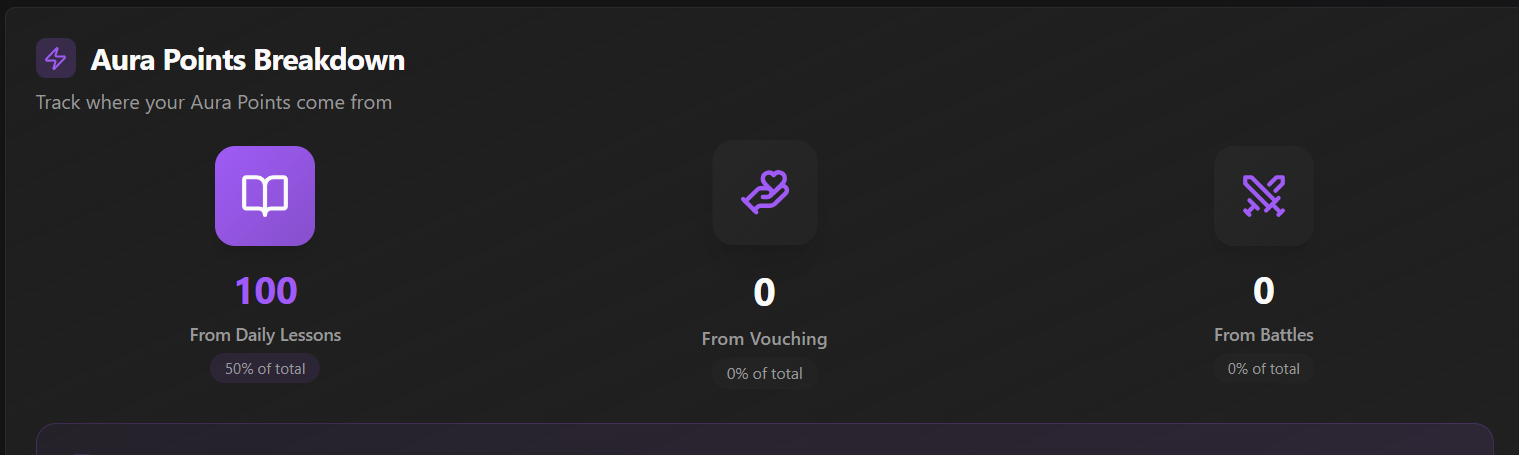 Aura Points Breakdown
Track where your Aura Points come from
100
From Daily Lessons
50% of total
0
From Vouching
0% of total
0
From Battles
0% of total